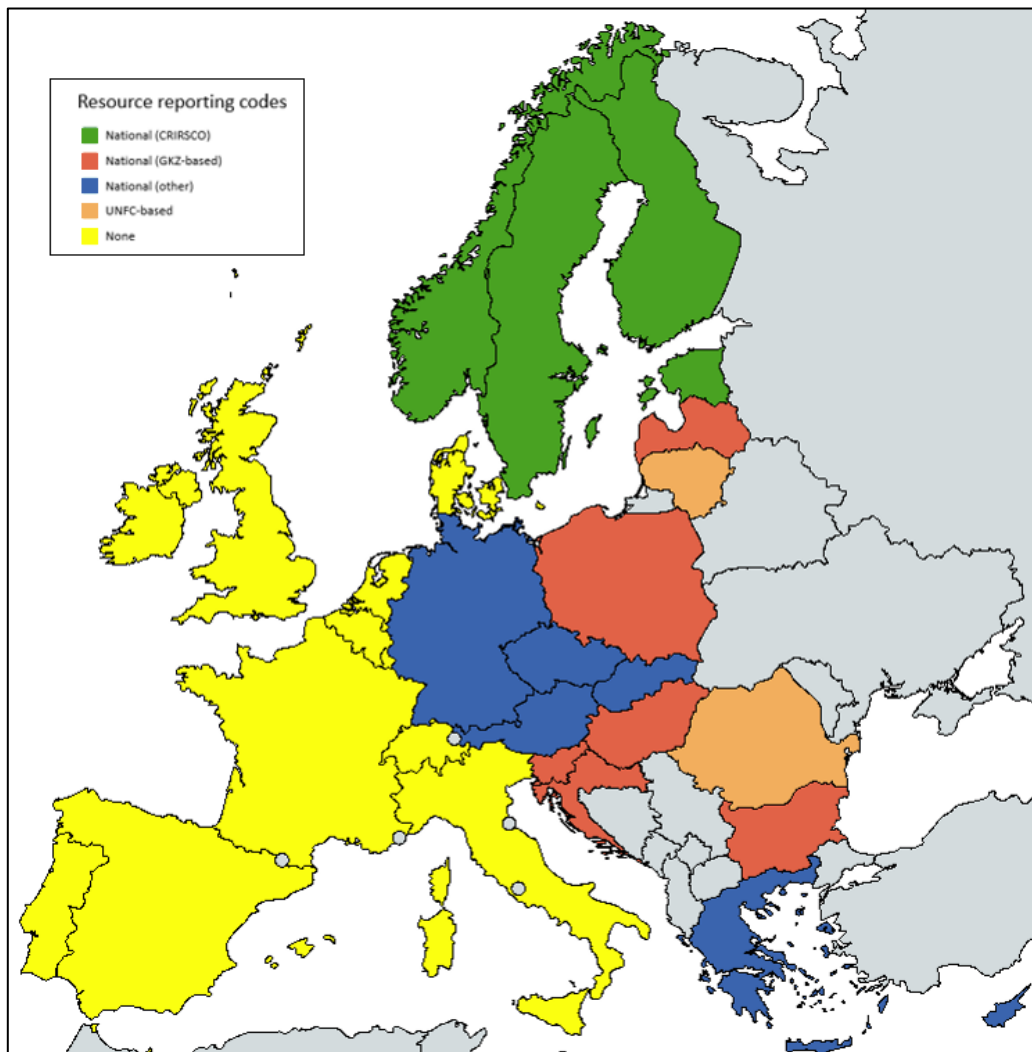 Resource reporting codes
National (CRIRSCO)
National (GKZ-based)
National (other)
UNFC-based
None